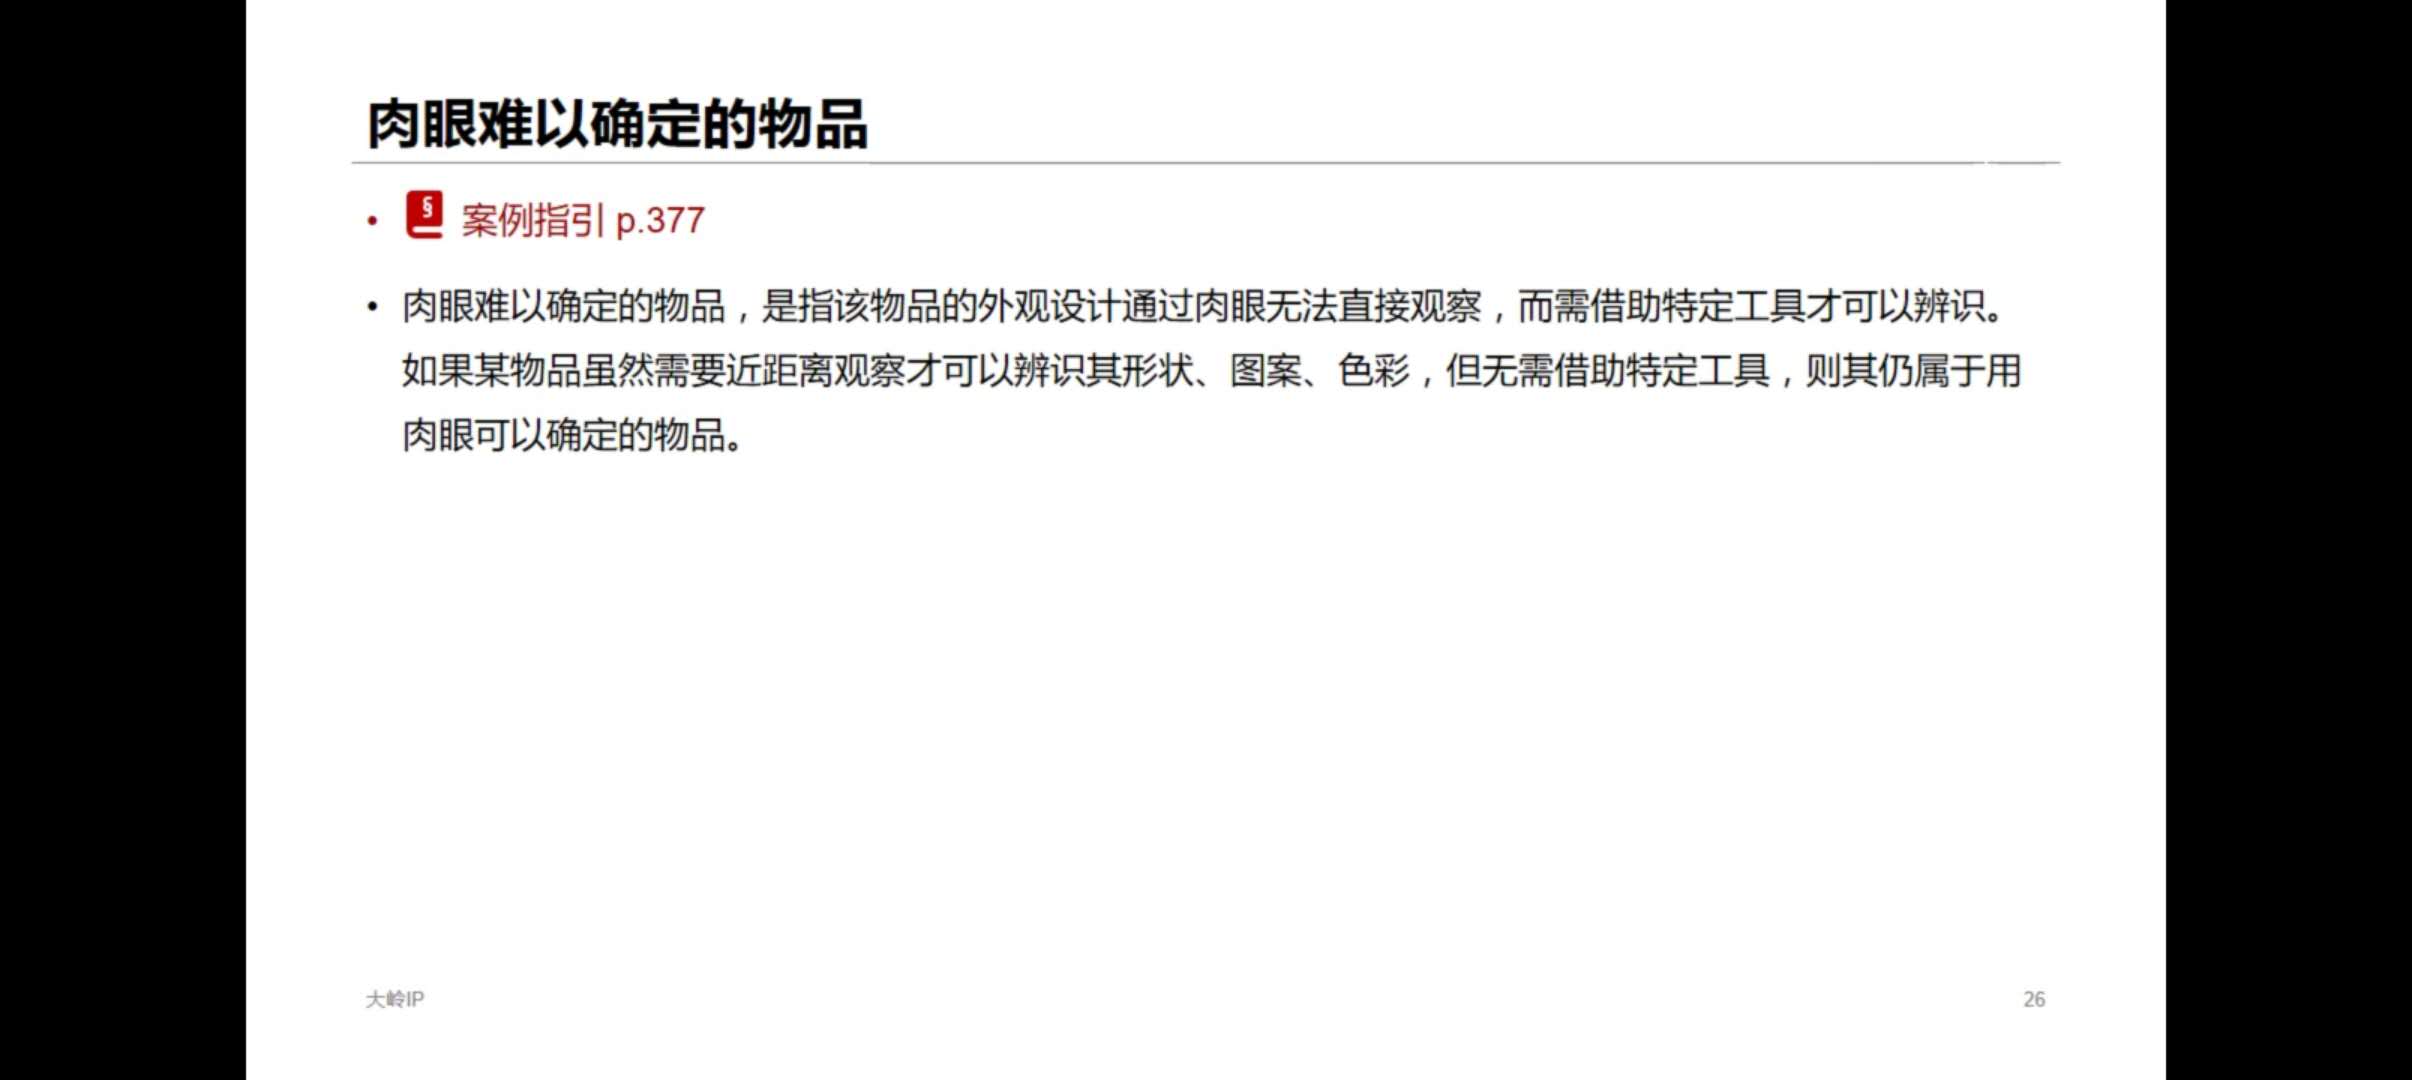 肉眼难以确定的物品
• § 案例指引 p.377
• 肉眼难以确定的物品，是指该物品的外观设计通过肉眼无法直接观察，而需借助特定工具才可以辨识。
如果某物品虽然需要近距离观察才可以辨识其形状、图案、色彩，但无需借助特定工具，则其仍属于用
肉眼可以确定的物品。
大岭IP
26